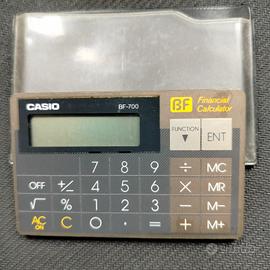 CASIO BF-700
BF Financial Calculator
FUNCTION ▼ ENT
7 8 9 ÷ MC
OFF +/− 4 5 6 × MR
√ % 1 2 3 − M−
AC ON C 0 · = + M+